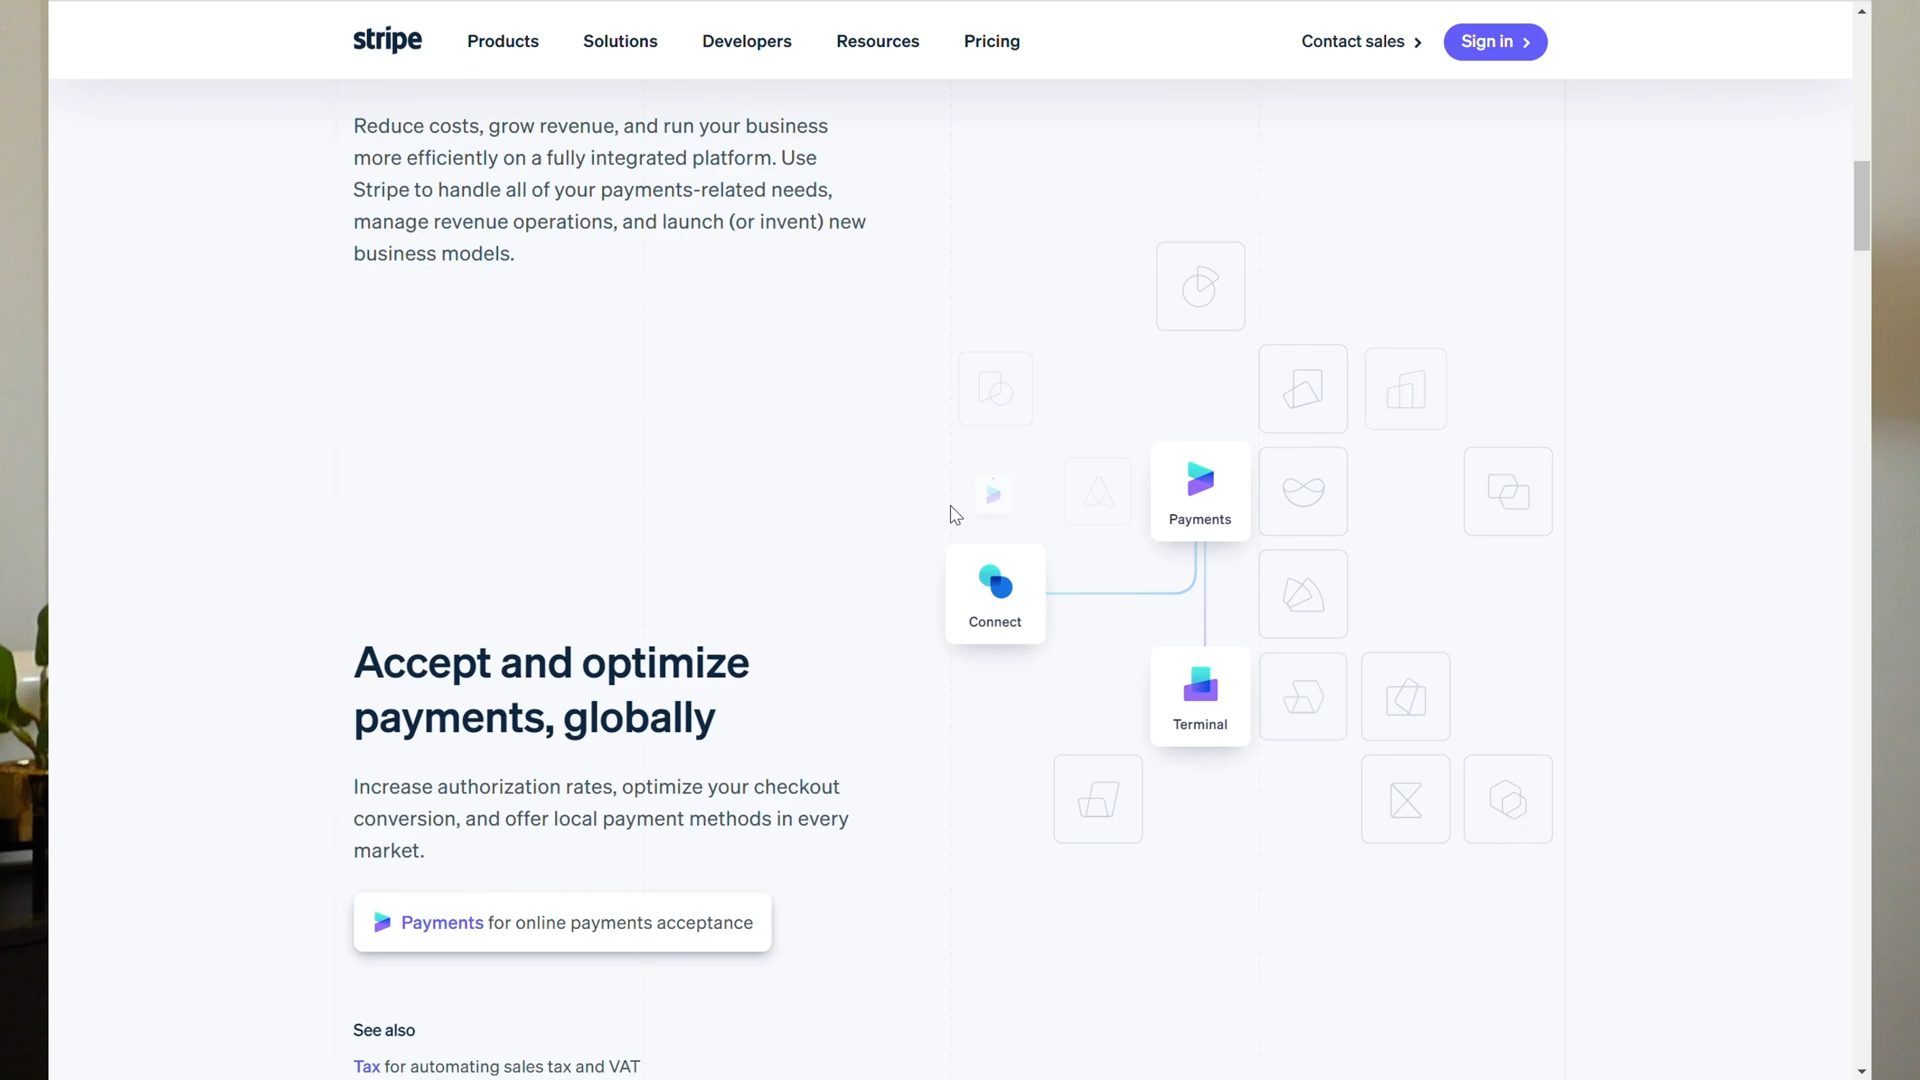 stripe
Products
Solutions
Developers
Resources
Pricing
Contact sales
Sign in
Reduce costs, grow revenue, and run your business
more efficiently on a fully integrated platform. Use
Stripe to handle all of your payments-related needs,
manage revenue operations, and launch (or invent) new
business models.
Payments
Connect
Terminal
Accept and optimize
payments, globally
Increase authorization rates, optimize your checkout
conversion, and offer local payment methods in every
market.
Payments for online payments acceptance
See also
Tax for automating sales tax and VAT